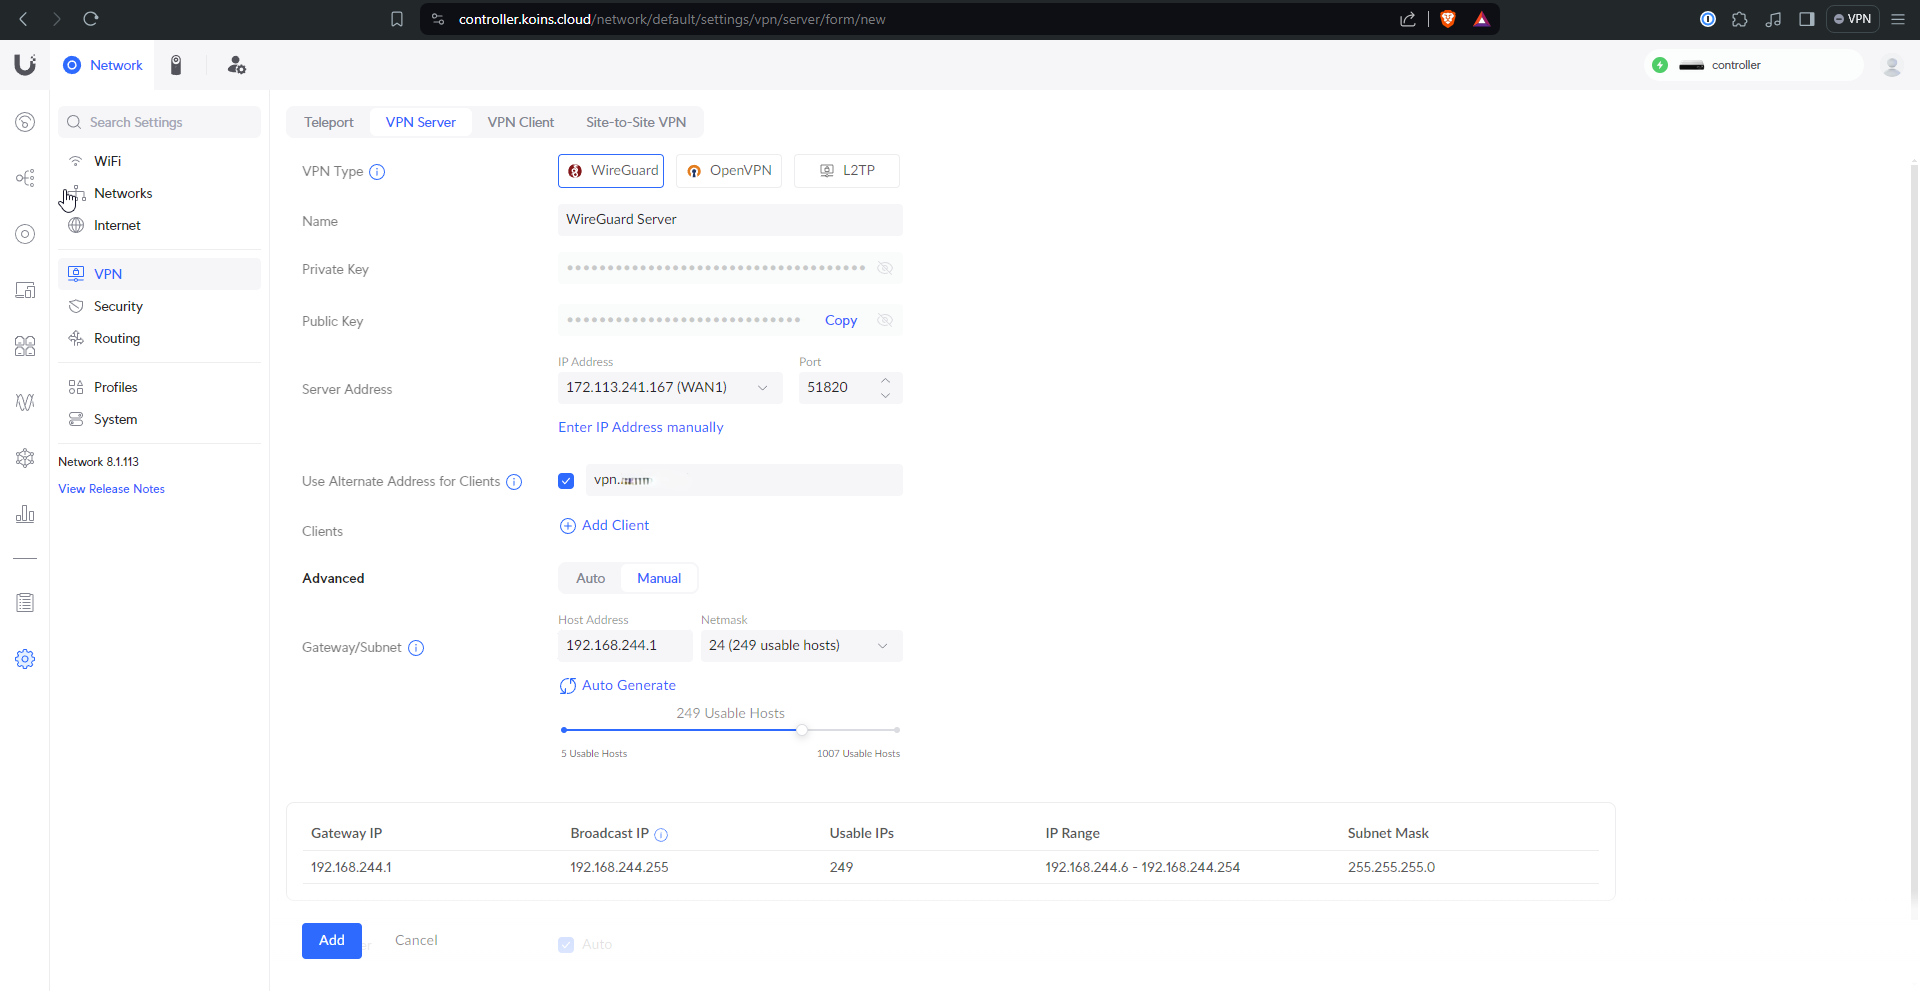 controller.koins.cloud/network/default/settings/vpn/server/form/new
VPN
Network
controller
Search Settings
WiFi
Networks
Internet
VPN
Security
Routing
Profiles
System
Network 8.1.113
View Release Notes
Teleport VPN Server VPN Client Site-to-Site VPN
VPN Type WireGuard OpenVPN L2TP
Name WireGuard Server
Private Key
Public Key Copy
IP Address Port
Server Address 172.113.241.167 (WAN1) 51820
Enter IP Address manually
Use Alternate Address for Clients vpn.
Clients Add Client
Advanced Auto Manual
Host Address Netmask
Gateway/Subnet 192.168.244.1 24 (249 usable hosts)
Auto Generate
249 Usable Hosts
5 Usable Hosts 1007 Usable Hosts
Gateway IP Broadcast IP Usable IPs IP Range Subnet Mask
192.168.244.1 192.168.244.255 249 192.168.244.6 - 192.168.244.254 255.255.255.0
Add Cancel Auto